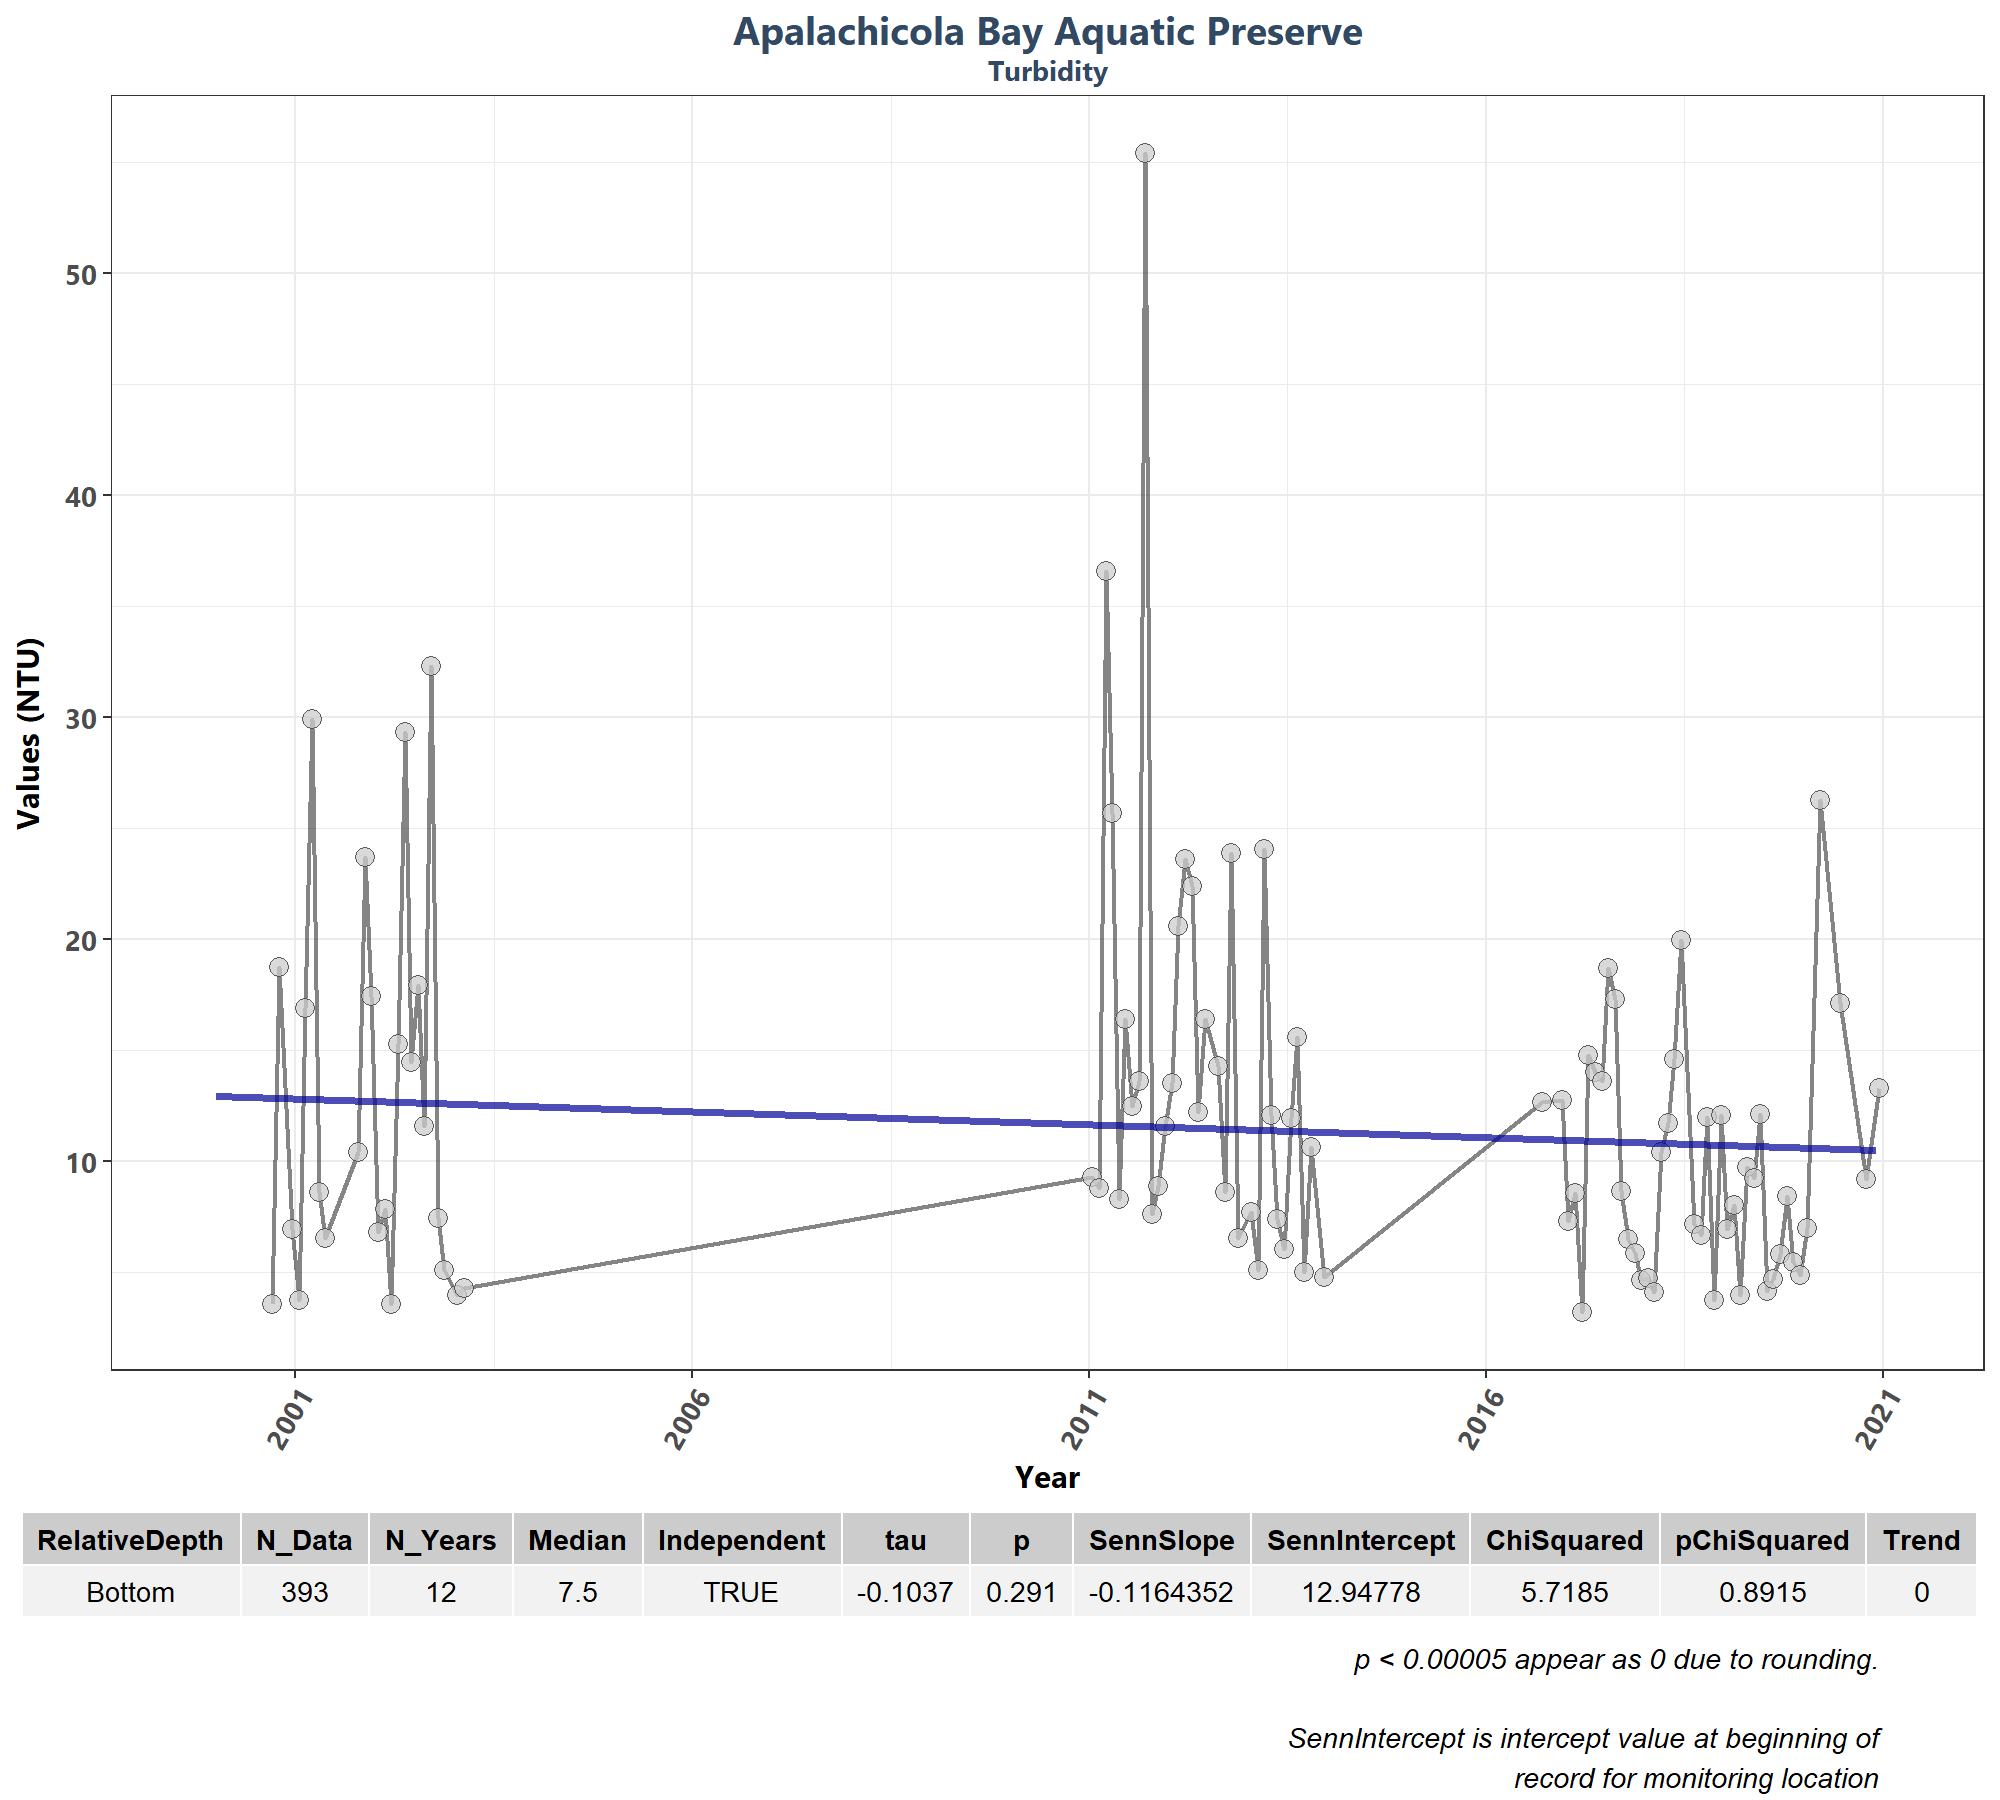 Apalachicola Bay Aquatic Preserve
Turbidity
Values (NTU)
50
40
30
20
10
2001 2006 2011 2016 2021
Year
RelativeDepth N_Data N_Years Median Independent tau p SennSlope SennIntercept ChiSquared pChiSquared Trend
Bottom 393 12 7.5 TRUE -0.1037 0.291 -0.1164352 12.94778 5.7185 0.8915 0
p < 0.00005 appear as 0 due to rounding.
SennIntercept is intercept value at beginning of
record for monitoring location